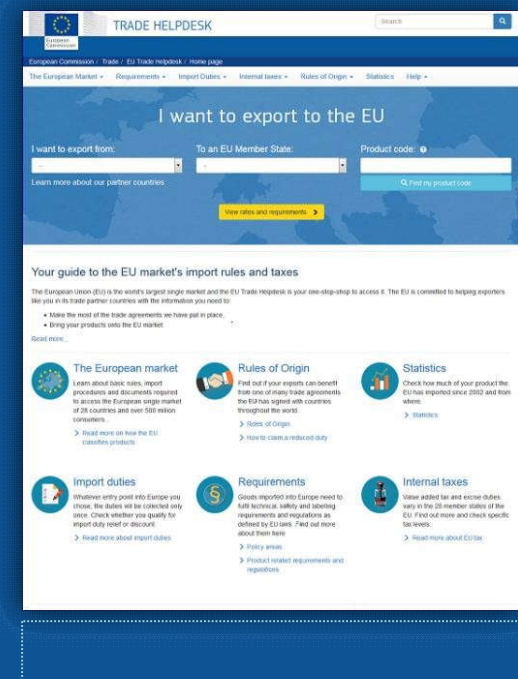 European
Commission
TRADE HELPDESK
Search
European Commission / Trade / EU Trade Helpdesk / Home page
The European Market Requirements Import Duties Internal taxes Rules of Origin Statistics Help
I want to export to the EU
I want to export from: To an EU Member State: Product code:
Learn more about our partner countries
Find my product code
View rates and requirements
Your guide to the EU market's import rules and taxes
The European Union (EU) is the world's largest single market and the EU Trade Helpdesk is your one-stop-shop to access it. The EU is committed to helping exporters
like you in its trade partner countries with the information you need to:
• Make the most of the trade agreements we have put in place.
• Bring your products onto the EU market.
Read more...
The European market
Learn about basic rules, import
procedures and documents required
to access the European single market
of 28 countries and over 500 million
consumers.
Read more on how the EU
classifies products
Rules of Origin
Find out if your exports can benefit
from one of many trade agreements
the EU has signed with countries
throughout the world
Rules of Origin
How to claim a reduced duty
Statistics
Check how much of your product the
EU has imported since 2002 and from
where.
Statistics
Import duties
Whatever entry point into Europe you
chose, the duties will be collected only
once. Check whether you qualify for
import duty relief or discount.
Read more about import duties
Requirements
Goods imported into Europe need to
fulfil technical, safety and labeling
requirements and regulations as
defined by EU laws. Find out more
about them here
Policy areas
Product related requirements and
regulations
Internal taxes
Value added tax and excise duties
vary in the 28 member states of the
EU. Find out more and check specific
tax levels.
Read more about EU tax